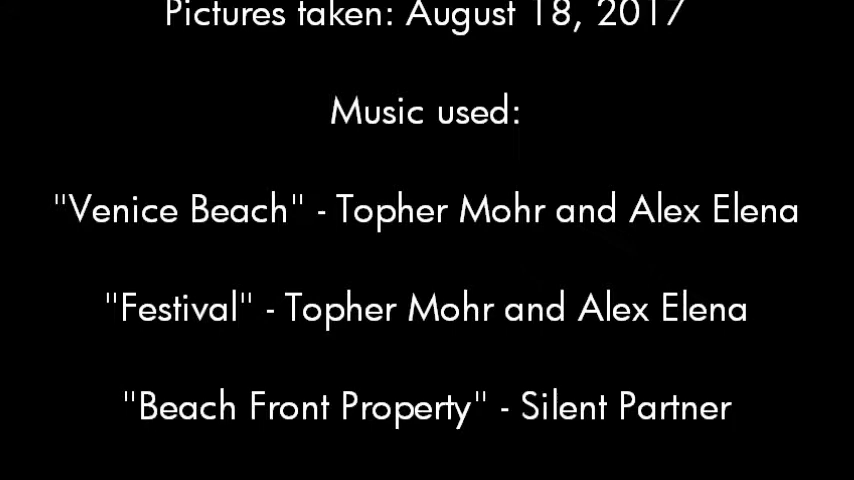 Pictures taken: August 18, 2017
Music used:
"Venice Beach" - Topher Mohr and Alex Elena
"Festival" - Topher Mohr and Alex Elena
"Beach Front Property" - Silent Partner